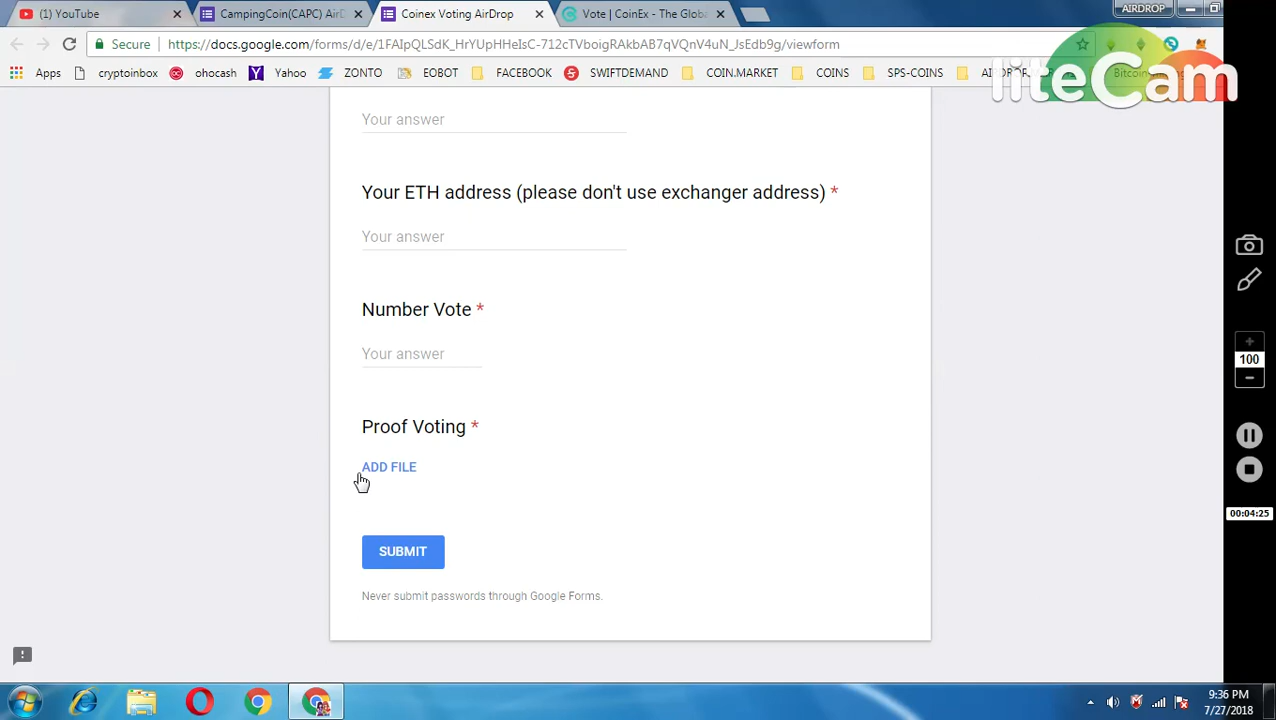 (1) YouTube
CampingCoin(CAPC) AirD
Coinex Voting AirDrop
Vote | CoinEx - The Globa
AIRDROP
Secure
https://docs.google.com/forms/d/e/1FAIpQLSdK_HrYUpHHeIsC-712cTVboigRAkbAB7qVQnV4uN_JsEdb9g/viewform
Apps
cryptoinbox
ohocash
Yahoo
ZONTO
EOBOT
FACEBOOK
SWIFTDEMAND
COIN.MARKET
COINS
SPS-COINS
liteCam
Your answer
Your ETH address (please don't use exchanger address) *
Your answer
Number Vote *
Your answer
100
Proof Voting *
ADD FILE
00:04:25
SUBMIT
Never submit passwords through Google Forms.
9:36 PM
7/27/2018